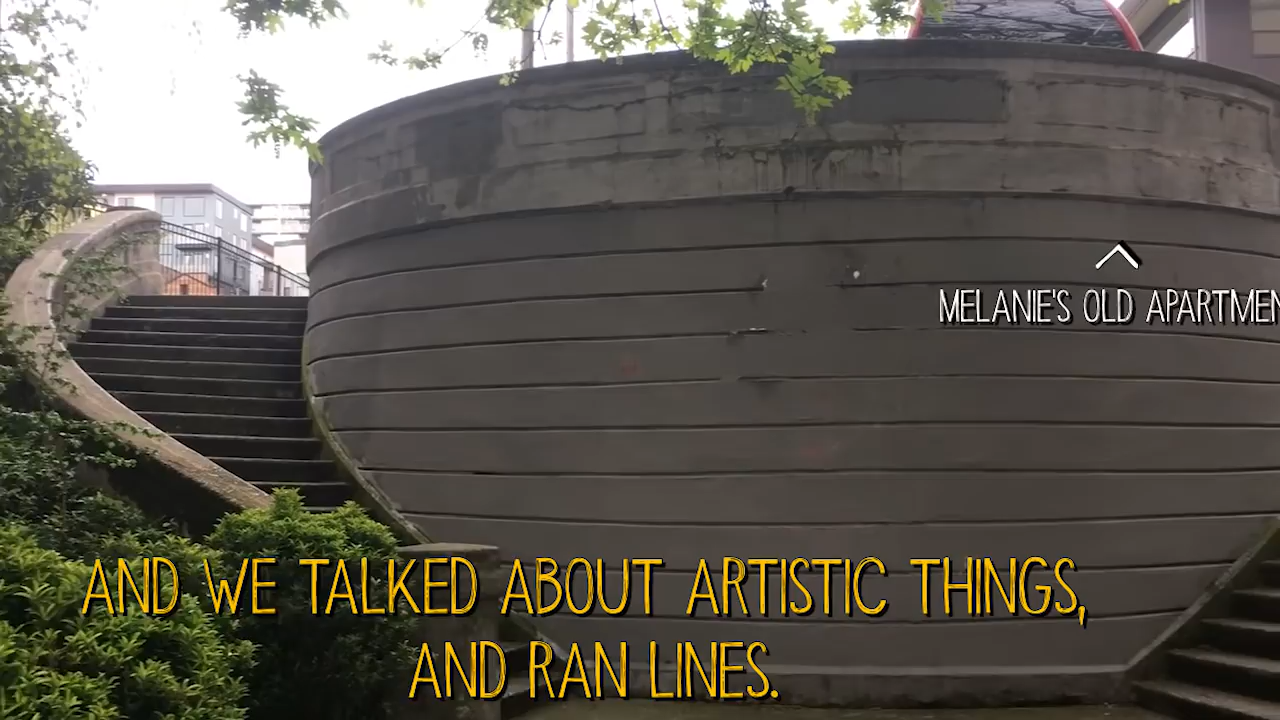 MELANIE'S OLD APARTMEN
AND WE TALKED ABOUT ARTISTIC THINGS,
AND RAN LINES.